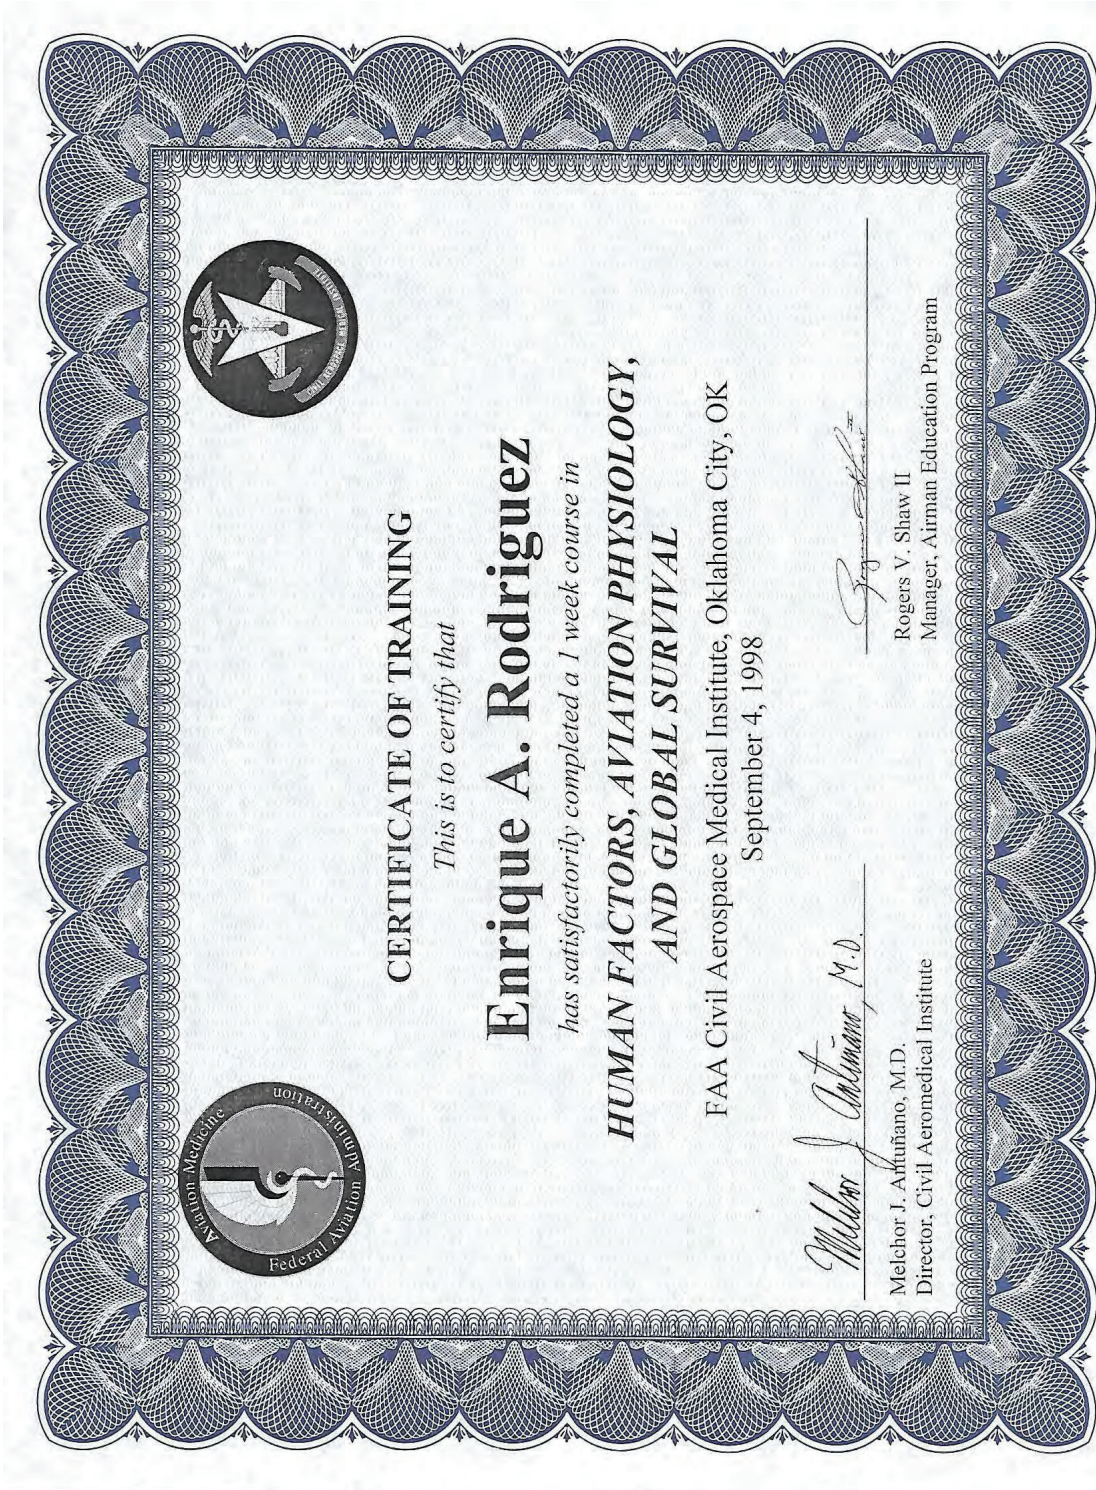 Aviation Medicine
Federal Aviation Administration
CERTIFICATE OF TRAINING
This is to certify that
Enrique A. Rodriguez
has satisfactorily completed a 1 week course in
HUMAN FACTORS, AVIATION PHYSIOLOGY,
AND GLOBAL SURVIVAL
FAA Civil Aerospace Medical Institute, Oklahoma City, OK
September 4, 1998
Melchor J. Antuñano, M.D.
Melchor J. Antuñano, M.D.
Director, Civil Aeromedical Institute
Rogers V. Shaw II
Manager, Airman Education Program